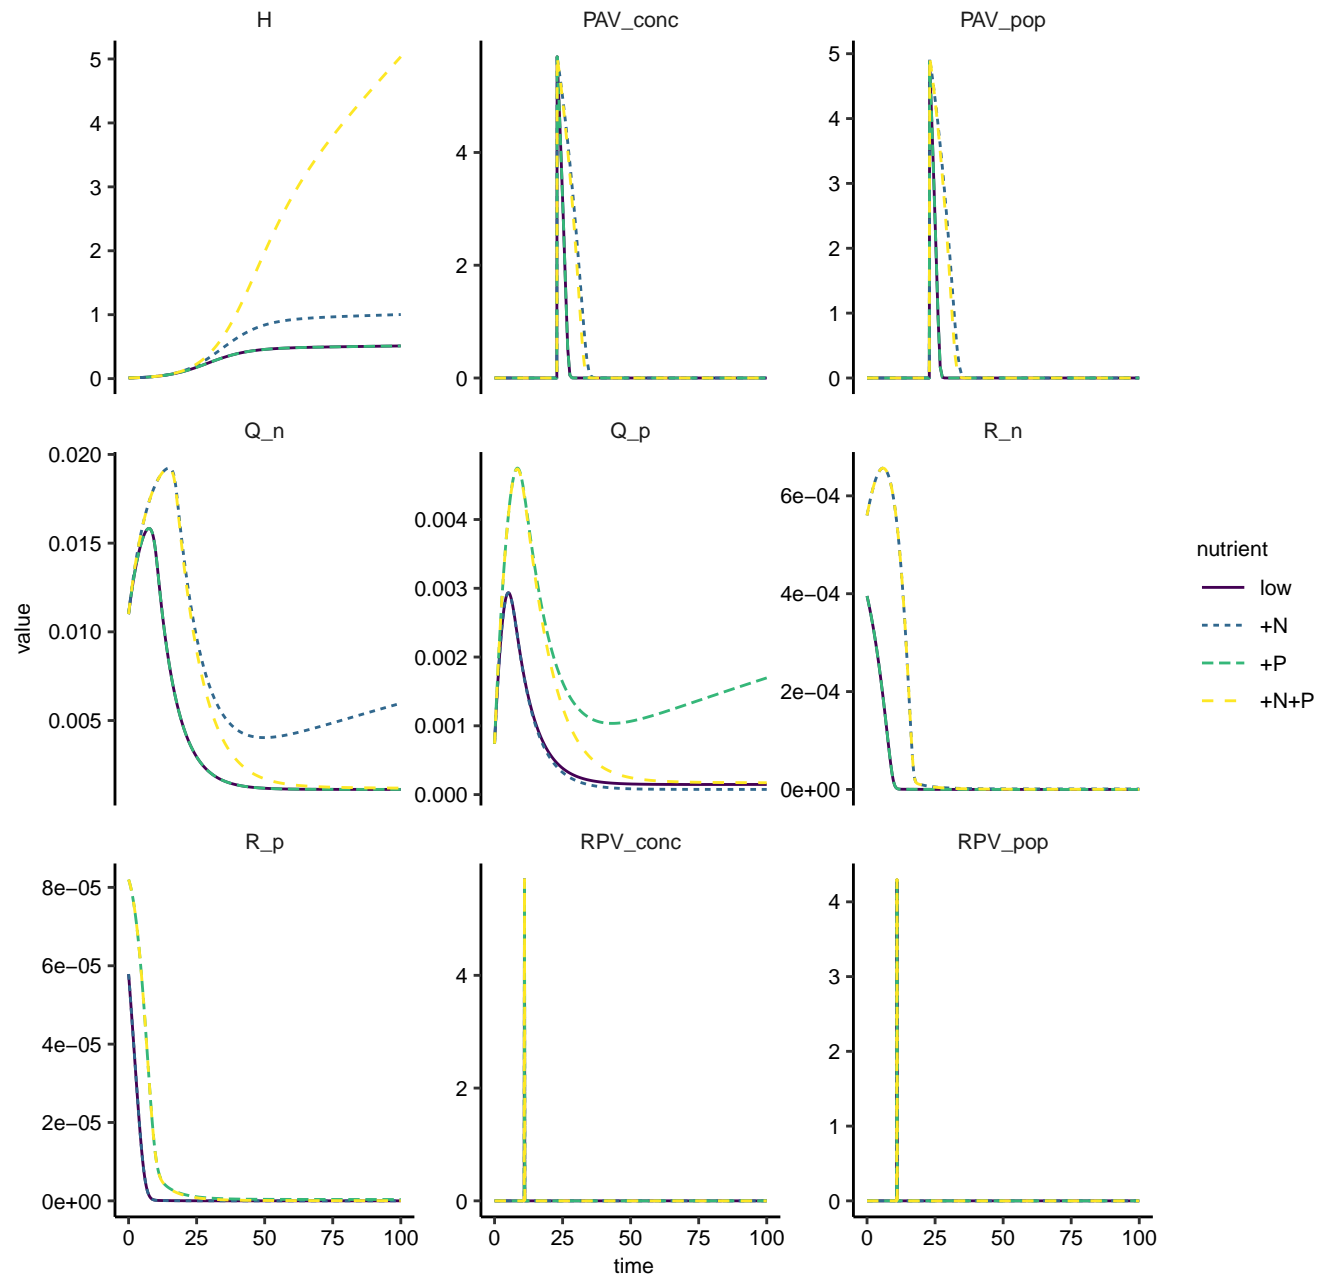 H PAV_conc PAV_pop
5
4
3
2
1
0
4
2
0
5
4
3
2
1
0
Q_n Q_p R_n
0.020
0.015
0.010
0.005
0.004
0.003
0.002
0.001
0.000
6e−04
4e−04
2e−04
0e+00
R_p RPV_conc RPV_pop
8e−05
6e−05
4e−05
2e−05
0e+00
4
2
0
4
3
2
1
0
0 25 50 75 100
0 25 50 75 100
0 25 50 75 100
time
value
nutrient
low
+N
+P
+N+P